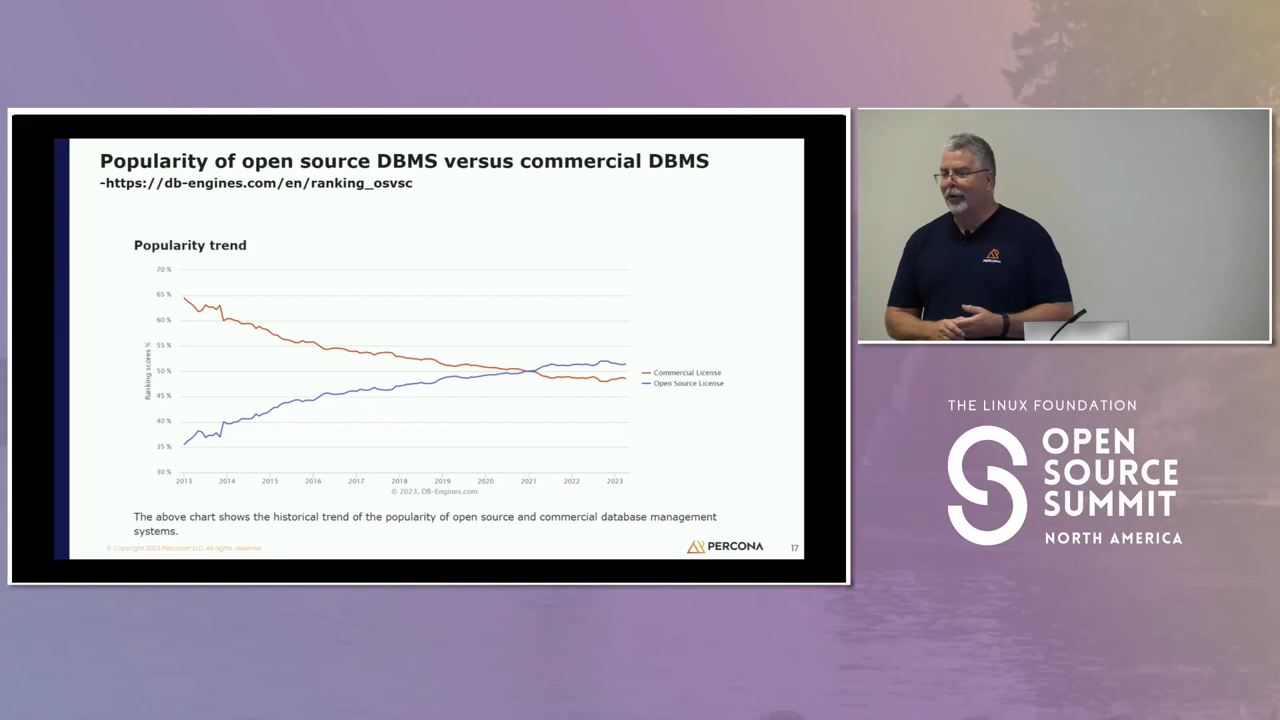 Popularity of open source DBMS versus commercial DBMS
-https://db-engines.com/en/ranking_osvsc
Popularity trend
70 %
65 %
60 %
55 %
50 %
45 %
40 %
35 %
30 %
Ranking scores %
2013 2014 2015 2016 2017 2018 2019 2020 2021 2022 2023
© 2023, DB-Engines.com
Commercial License
Open Source License
The above chart shows the historical trend of the popularity of open source and commercial database management
systems.
© Copyright 2023 Percona® LLC. All rights reserved
PERCONA
17
PERCONA
THE LINUX FOUNDATION
OPEN
SOURCE
SUMMIT
NORTH AMERICA